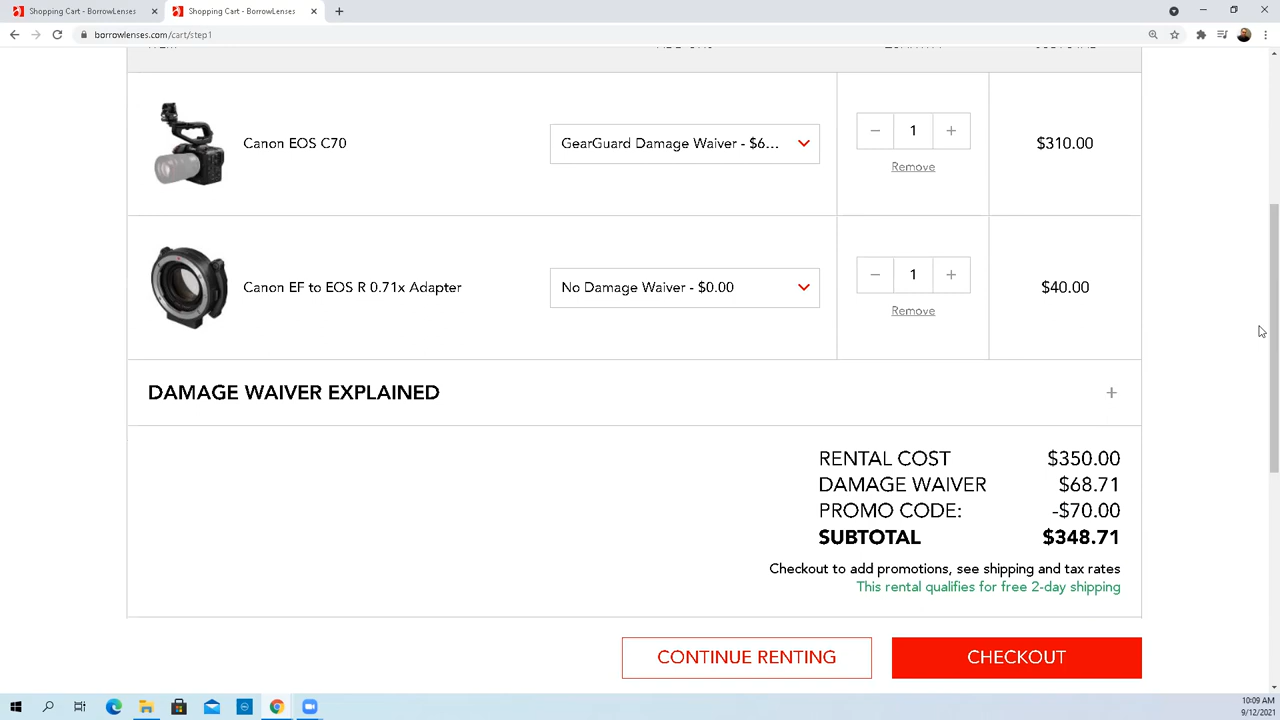 Shopping Cart - BorrowLenses
Shopping Cart - BorrowLenses
borrowlenses.com/cart/step1
Canon EOS C70
GearGuard Damage Waiver - $6...
1
Remove
$310.00
Canon EF to EOS R 0.71x Adapter
No Damage Waiver - $0.00
1
Remove
$40.00
DAMAGE WAIVER EXPLAINED
RENTAL COST $350.00
DAMAGE WAIVER $68.71
PROMO CODE: -$70.00
SUBTOTAL $348.71
Checkout to add promotions, see shipping and tax rates
This rental qualifies for free 2-day shipping
CONTINUE RENTING
CHECKOUT
10:09 AM
9/12/2021